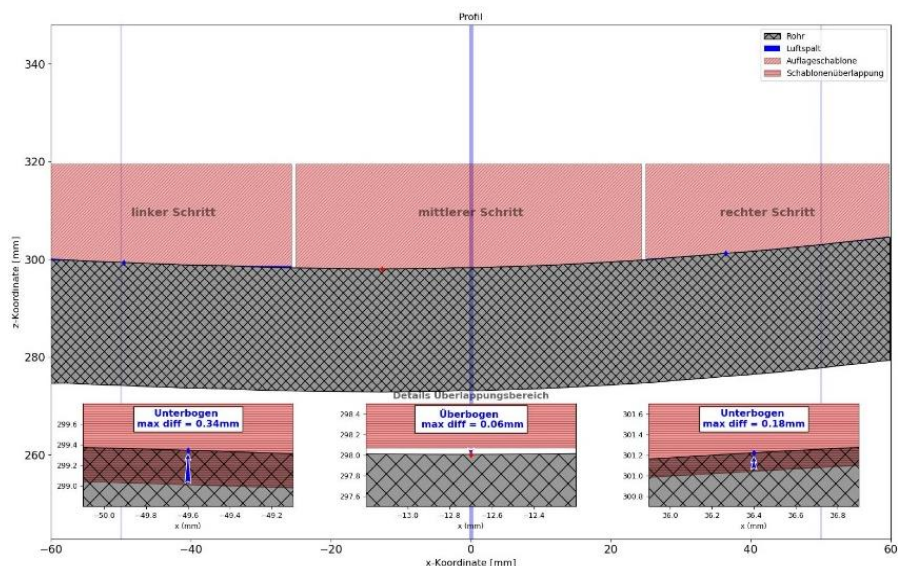 Profil
340
320
300
280
260
z-Koordinate [mm]
Rohr
Luftspalt
Auflageschablone
Schablonenüberlappung
linker Schritt
mittlerer Schritt
rechter Schritt
Details Überlappungsbereich
299.6
299.4
299.2
299.0
Unterbogen
max diff = 0.34mm
-50.0 -49.8 -49.6 -49.4 -49.2
x (mm)
298.4
298.2
298.0
297.8
297.6
Überbogen
max diff = 0.06mm
-13.0 -12.8 -12.6 -12.4
x (mm)
301.6
301.4
301.2
301.0
300.0
Unterbogen
max diff = 0.18mm
36.0 36.2 36.4 36.6 36.8
x (mm)
−60 −40 −20 0 20 40 60
x-Koordinate [mm]